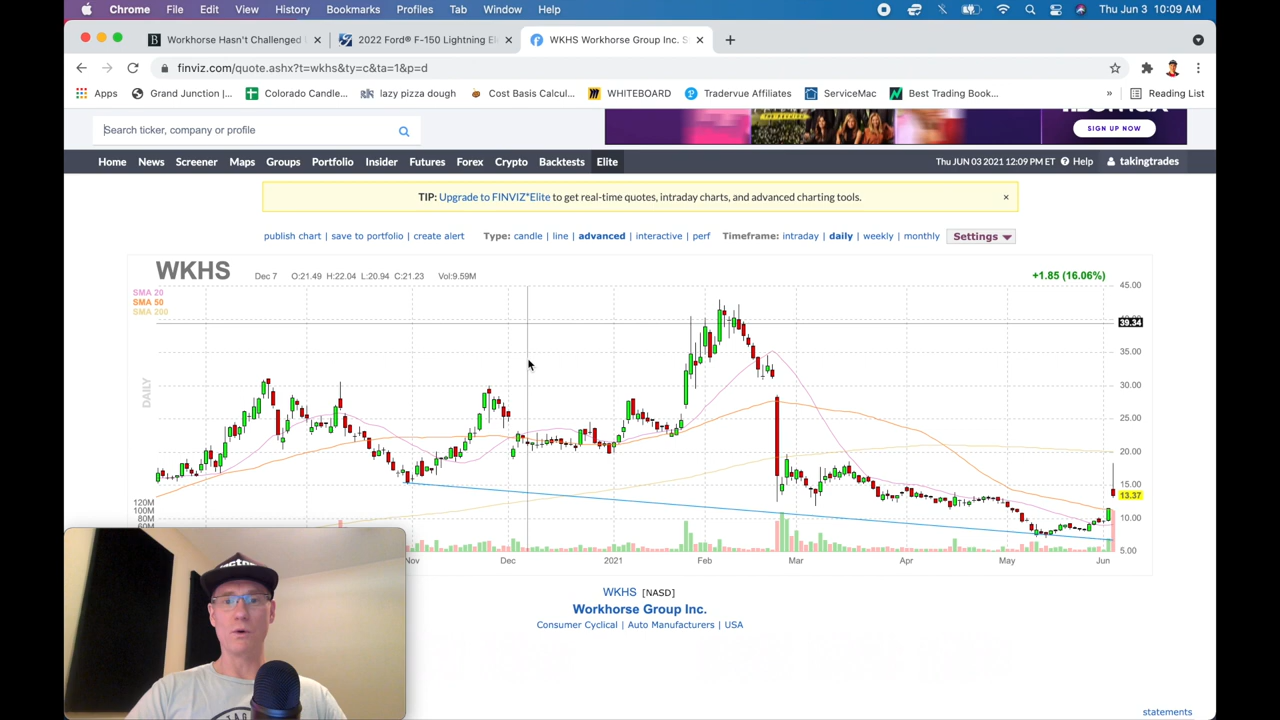 Chrome File Edit View History Bookmarks Profiles Tab Window Help Thu Jun 3 10:09 AM
Workhorse Hasn't Challenged 2022 Ford® F-150 Lightning El WKHS Workhorse Group Inc. S
finviz.com/quote.ashx?t=wkhs&ty=c&ta=1&p=d
Apps Grand Junction |... Colorado Candle... lazy pizza dough Cost Basis Calcul... WHITEBOARD Tradervue Affiliates ServiceMac Best Trading Book... » Reading List
Search ticker, company or profile
SIGN UP NOW
Home News Screener Maps Groups Portfolio Insider Futures Forex Crypto Backtests Elite Thu JUN 03 2021 12:09 PM ET Help takingtrades
TIP: Upgrade to FINVIZ*Elite to get real-time quotes, intraday charts, and advanced charting tools. ×
publish chart | save to portfolio | create alert Type: candle | line | advanced | interactive | perf Timeframe: intraday | daily | weekly | monthly Settings
WKHS Dec 7 O:21.49 H:22.04 L:20.94 C:21.23 Vol:9.59M +1.85 (16.06%)
SMA 20
SMA 50
SMA 200
45.00
39.34
35.00
30.00
25.00
20.00
15.00
13.37
10.00
5.00
DAILY
120M
100M
80M
Nov Dec 2021 Feb Mar Apr May Jun
WKHS [NASD]
Workhorse Group Inc.
Consumer Cyclical | Auto Manufacturers | USA
statements